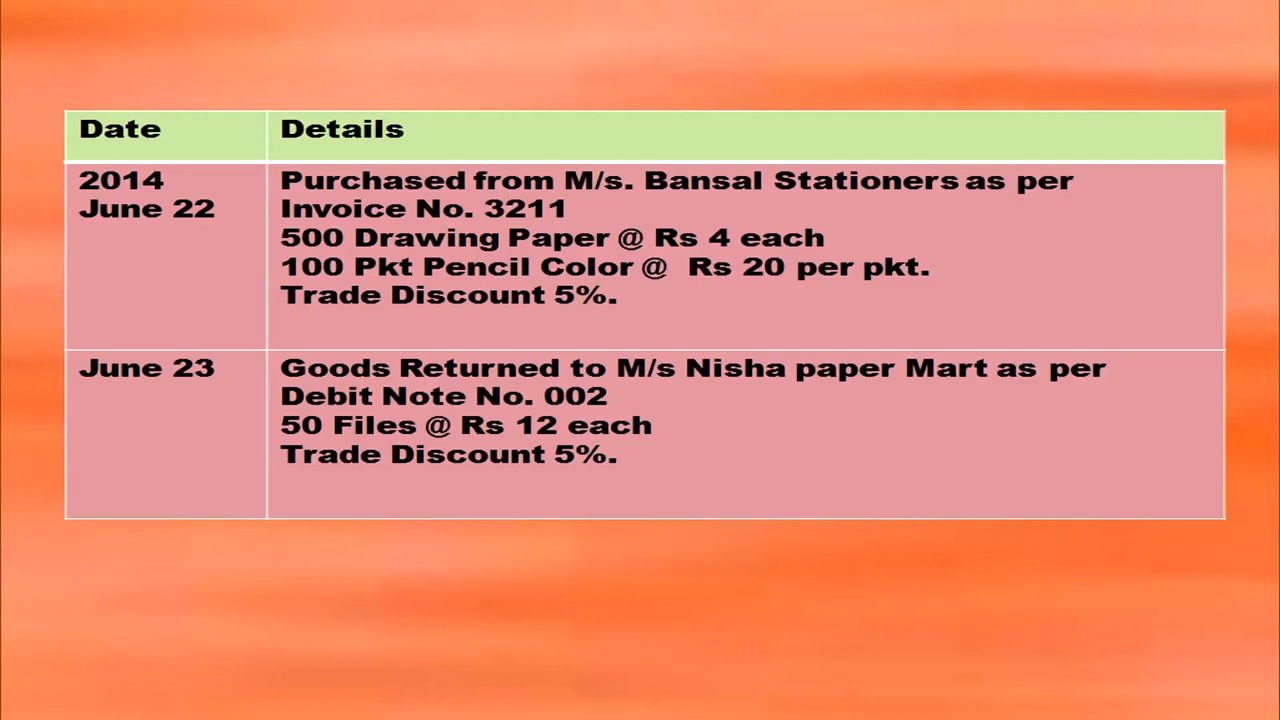 Date Details
2014
June 22
Purchased from M/s. Bansal Stationers as per
Invoice No. 3211
500 Drawing Paper @ Rs 4 each
100 Pkt Pencil Color @ Rs 20 per pkt.
Trade Discount 5%.
June 23
Goods Returned to M/s Nisha paper Mart as per
Debit Note No. 002
50 Files @ Rs 12 each
Trade Discount 5%.